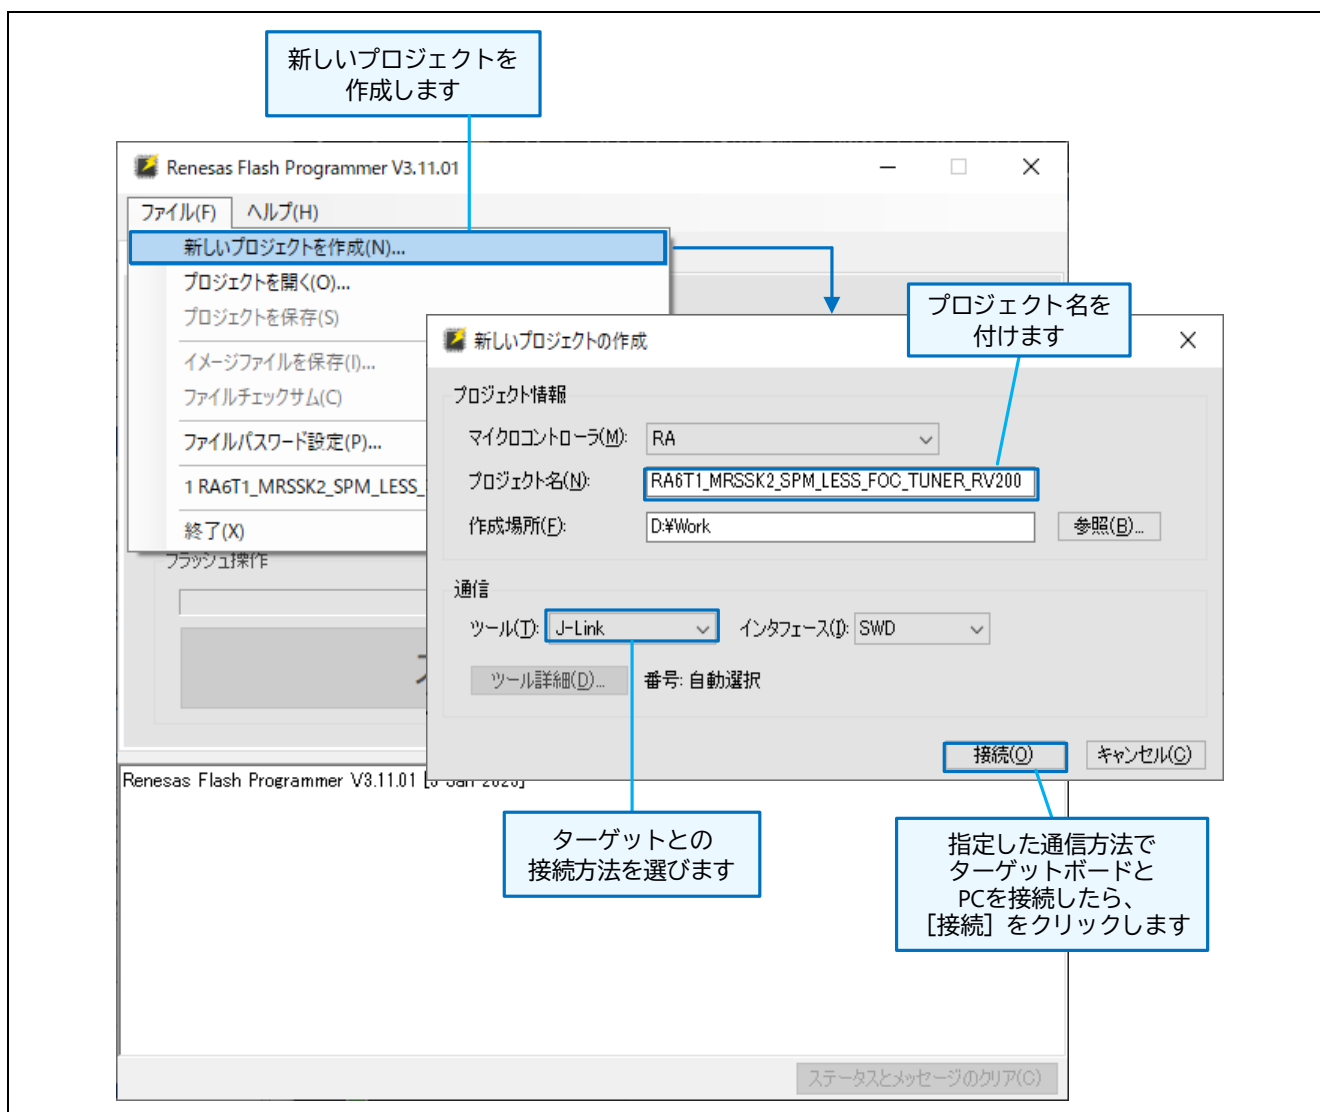 新しいプロジェクトを
作成します
Renesas Flash Programmer V3.11.01
ファイル(F) ヘルプ(H)
新しいプロジェクトを作成(N)...
プロジェクトを開く(O)...
プロジェクトを保存(S)
イメージファイルを保存(I)...
ファイルチェックサム(C)
ファイルパスワード設定(P)...
1 RA6T1_MRSSK2_SPM_LESS_
終了(X)
フラッシュ操作
プロジェクト名を
付けます
新しいプロジェクトの作成
プロジェクト情報
マイクロコントローラ(M): RA
プロジェクト名(N): RA6T1_MRSSK2_SPM_LESS_FOC_TUNER_RV200
作成場所(F): D:¥Work 参照(B)...
通信
ツール(T): J-Link インタフェース(I): SWD
ツール詳細(D)... 番号: 自動選択
接続(O) キャンセル(C)
Renesas Flash Programmer V3.11.01
ターゲットとの
接続方法を選びます
指定した通信方法で
ターゲットボードと
PCを接続したら、
［接続］をクリックします
ステータスとメッセージのクリア(C)